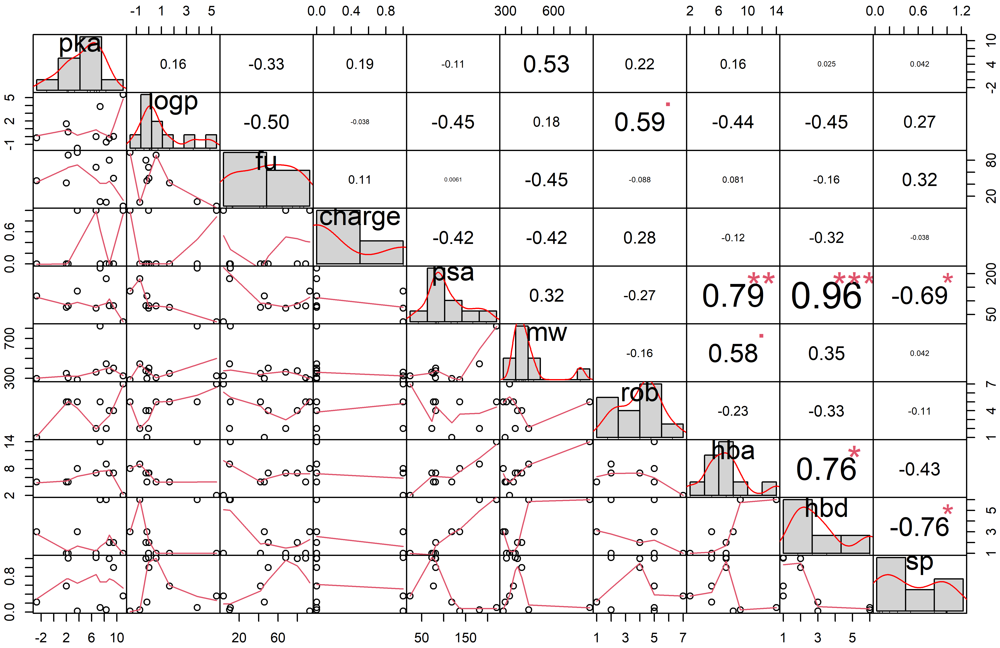 -1 1 3 5 0.0 0.4 0.8 300 600 2 6 10 14 0.0 0.6 1.2
pka 0.16 -0.33 0.19 -0.11 0.53 0.22 0.16 0.025 0.042 -2 4 10
-1 2 5 logp -0.50 -0.038 -0.45 0.18 0.59 . -0.44 -0.45 0.27
fu 0.11 0.0061 -0.45 -0.088 0.081 -0.16 0.32 20 80
0.0 0.6 charge -0.42 -0.42 0.28 -0.12 -0.32 -0.038
psa 0.32 -0.27 0.79 ** 0.96 *** -0.69 * 50 200
300 700 mw -0.16 0.58 . 0.35 0.042
rob -0.23 -0.33 -0.11 1 4 7
2 8 14 hba 0.76 * -0.43
hbd -0.76 * 1 3 5
0.0 0.8 sp
-2 2 6 10 20 60 50 150 1 3 5 7 1 3 5